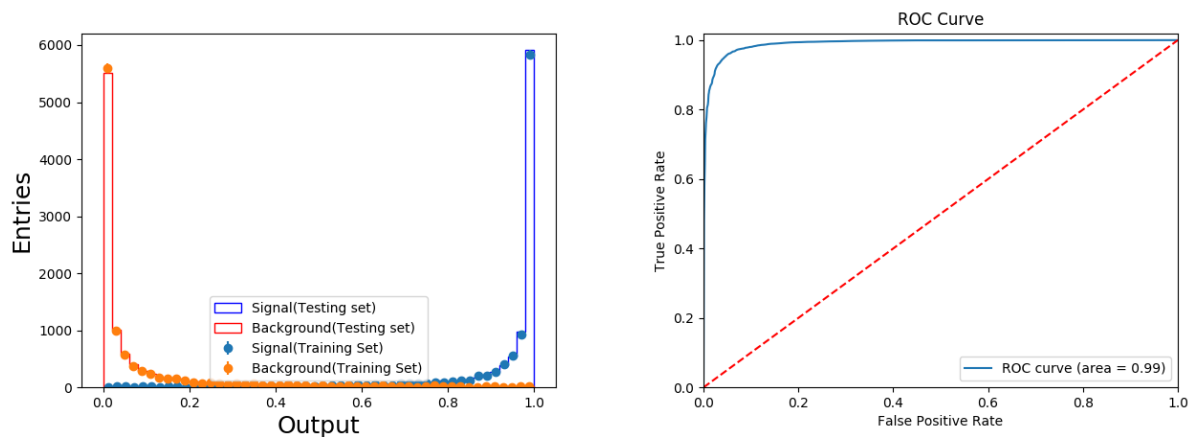 6000
5000
4000
3000
2000
1000
0
Entries
0.0 0.2 0.4 0.6 0.8 1.0
Output
Signal(Testing set)
Background(Testing set)
Signal(Training Set)
Background(Training Set)
ROC Curve
1.0
0.8
0.6
0.4
0.2
0.0
True Positive Rate
0.0 0.2 0.4 0.6 0.8 1.0
False Positive Rate
ROC curve (area = 0.99)